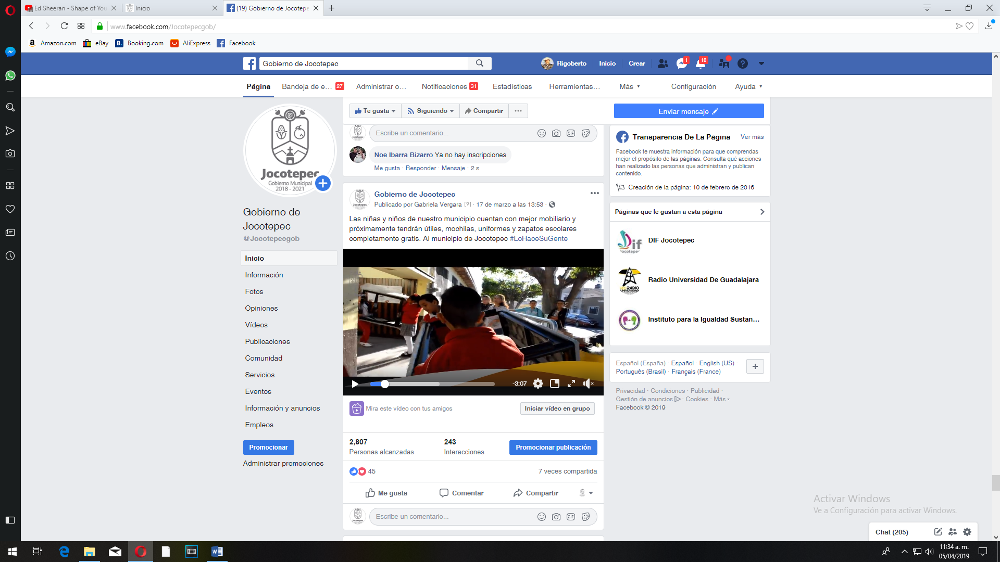 Ed Sheeran - Shape of You
Inicio
(19) Gobierno de Jocotepe
www.facebook.com/Jocotepecgob/
Amazon.com
eBay
Booking.com
AliExpress
Facebook
Gobierno de Jocotepec
Rigoberto
Inicio
Crear
1
18
Página
Bandeja de e... 27
Administrar o...
Notificaciones 31
Estadísticas
Herramientas...
Más
Configuración
Ayuda
Jocotepec
Gobierno Municipal
2018 - 2021
Gobierno de
Jocotepec
@Jocotepecgob
Inicio
Información
Fotos
Opiniones
Vídeos
Publicaciones
Comunidad
Servicios
Eventos
Información y anuncios
Empleos
Promocionar
Administrar promociones
Te gusta
Siguiendo
Compartir
Enviar mensaje
Escribe un comentario...
GIF
Noe Ibarra Bizarro Ya no hay inscripciones
Me gusta · Responder · Mensaje · 2 s
Gobierno de Jocotepec
Publicado por Gabriela Vergara [?] · 17 de marzo a las 13:53 ·
Las niñas y niños de nuestro municipio cuentan con mejor mobiliario y
próximamente tendrán útiles, mochilas, uniformes y zapatos escolares
completamente gratis. Al municipio de Jocotepec #LoHaceSuGente
-3:07
Mira este vídeo con tus amigos
Iniciar vídeo en grupo
2,807
Personas alcanzadas
243
Interacciones
Promocionar publicación
45
7 veces compartida
Me gusta
Comentar
Compartir
Escribe un comentario...
GIF
Transparencia De La Página
Ver más
Facebook te muestra información para que comprendas
mejor el propósito de las páginas. Consulta qué acciones
han realizado las personas que administran y publican
contenido.
Creación de la página: 10 de febrero de 2016
Páginas que le gustan a esta página
Dif
DIF Jocotepec
RADIO
Radio Universidad De Guadalajara
Instituto para la Igualdad Sustan...
Español (España) · Español · English (US) ·
Português (Brasil) · Français (France)
Privacidad · Condiciones · Publicidad ·
Gestión de anuncios · Cookies · Más
Facebook © 2019
Activar Windows
Ve a Configuración para activar Windows.
Chat (205)
11:34 a. m.
05/04/2019